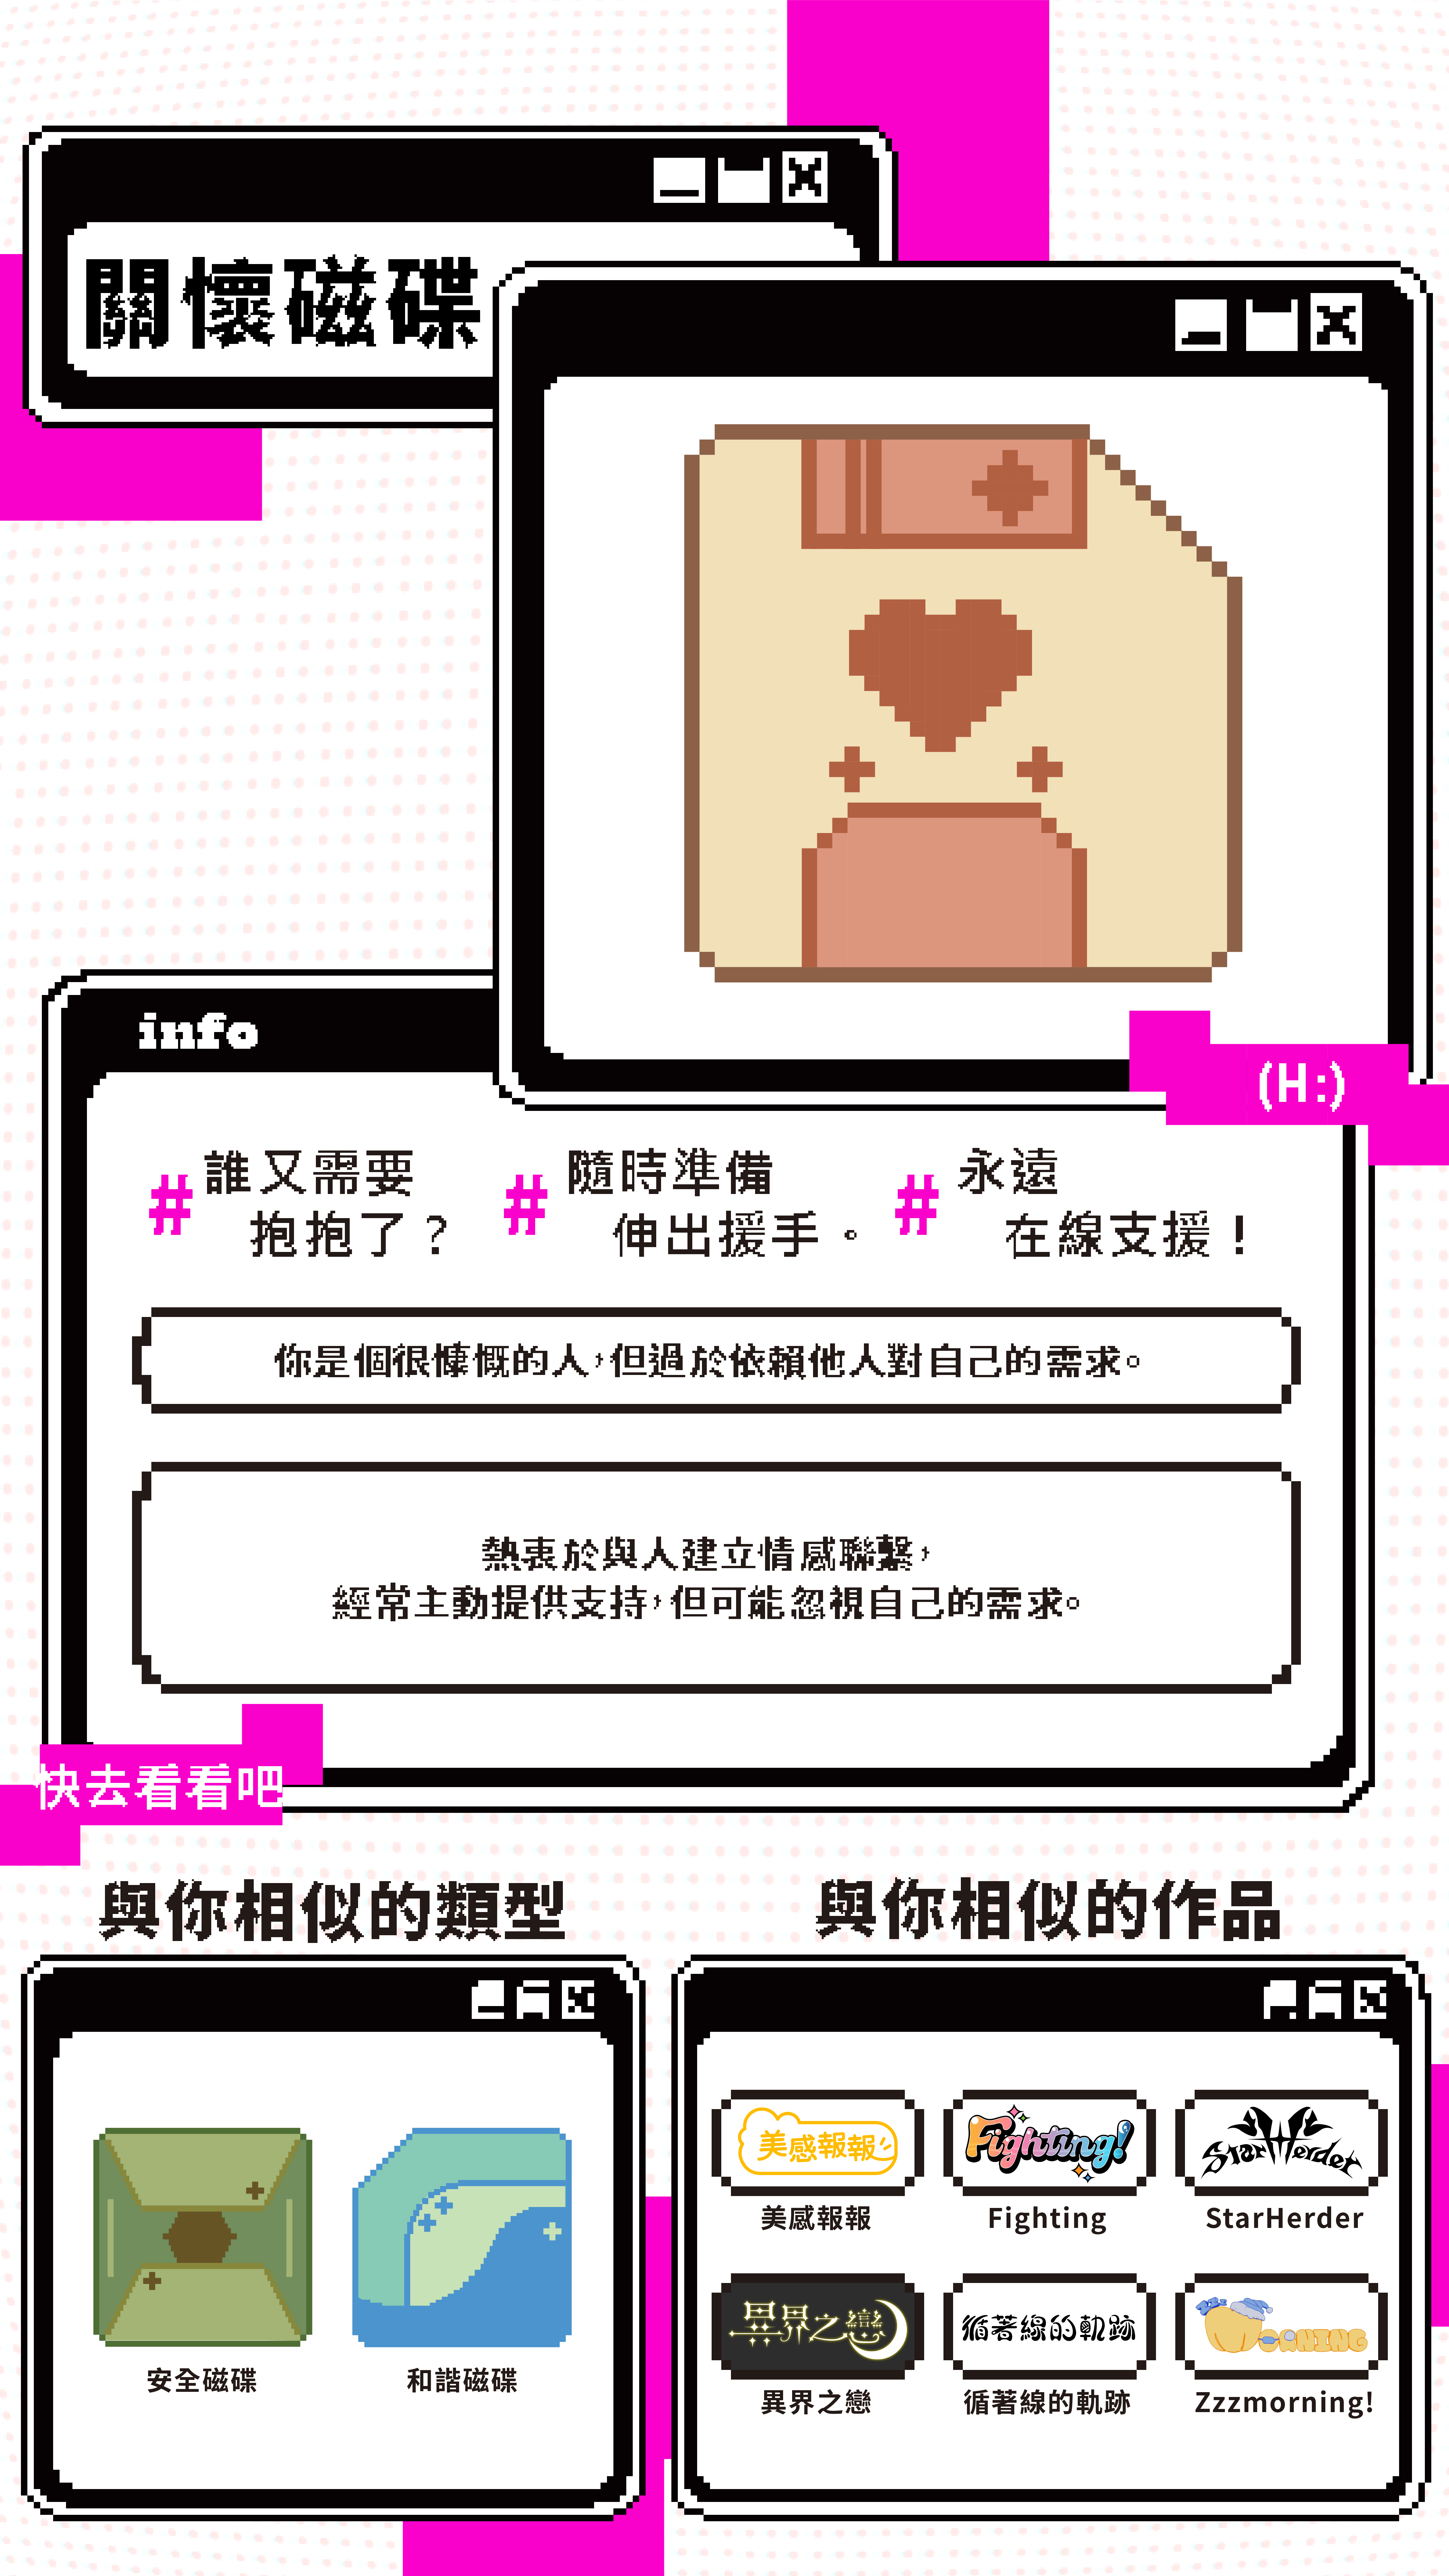 關懷磁碟
info
(H:)
# 誰又需要
抱抱了？
# 隨時準備
伸出援手。
# 永遠
在線支援！
你是個很慷慨的人，但過於依賴他人對自己的需求。
熱衷於與人建立情感聯繫，
經常主動提供支持，但可能忽視自己的需求。
快去看看吧
與你相似的類型
安全磁碟
和諧磁碟
與你相似的作品
美感報報
Fighting!
StarHerder
美感報報
Fighting
StarHerder
異界之戀
循著線的軌跡
異界之戀
循著線的軌跡
Zzzmorning!